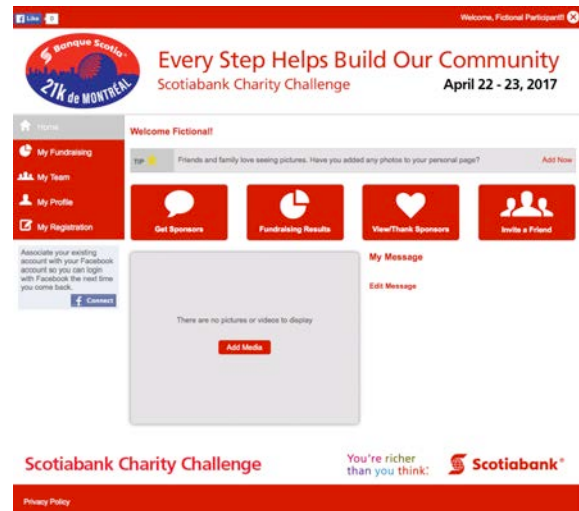 Like 0
Welcome, Fictional Participant!!
Banque Scotia
21K de MONTRÉAL
Every Step Helps Build Our Community
Scotiabank Charity Challenge
April 22 - 23, 2017
Home
My Fundraising
My Team
My Profile
My Registration
Associate your existing
account with your Facebook
account so you can login
with Facebook the next time
you come back.
f Connect
Welcome Fictional!
TIP
Friends and family love seeing pictures. Have you added any photos to your personal page?
Add Now
Get Sponsors
Fundraising Results
View/Thank Sponsors
Invite a Friend
There are no pictures or videos to display
Add Media
My Message
Edit Message
Scotiabank Charity Challenge
You're richer
than you think.
Scotiabank
Privacy Policy